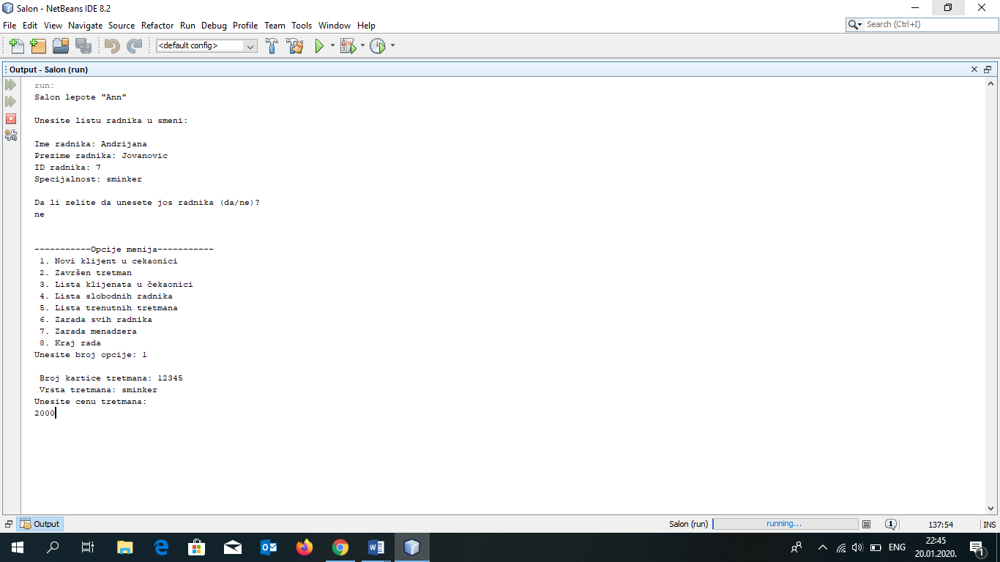 Salon - NetBeans IDE 8.2
File Edit View Navigate Source Refactor Run Debug Profile Team Tools Window Help
Search (Ctrl+I)
<default config>
Output - Salon (run)
run:
Salon lepote "Ann"
Unesite listu radnika u smeni:
Ime radnika: Andrijana
Prezime radnika: Jovanovic
ID radnika: 7
Specijalnost: sminker
Da li zelite da unesete jos radnika (da/ne)?
ne
-----------Opcije menija-----------
1. Novi klijent u cekaonici
2. Završen tretman
3. Lista klijenata u čekaonici
4. Lista slobodnih radnika
5. Lista trenutnih tretmana
6. Zarada svih radnika
7. Zarada menadzera
8. Kraj rada
Unesite broj opcije: 1
Broj kartice tretmana: 12345
Vrsta tretmana: sminker
Unesite cenu tretmana:
2000
Output
Salon (run) running... 1 137:54 INS
ENG
22:45
20.01.2020.
1